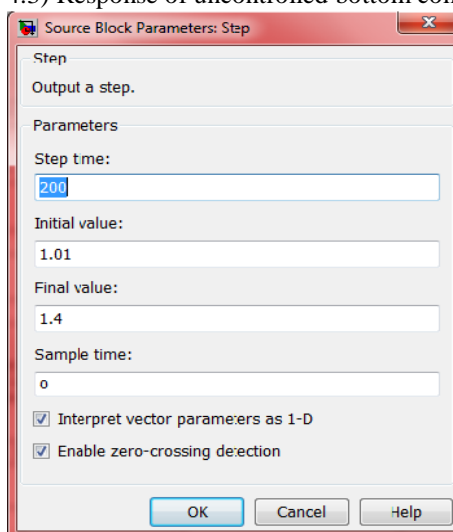 4.3) Response of uncontrolled bottom con
Source Block Parameters: Step
Step
Output a step.
Parameters
Step time:
200
Initial value:
1.01
Final value:
1.4
Sample time:
0
Interpret vector parameters as 1-D
Enable zero-crossing detection
OK Cancel Help